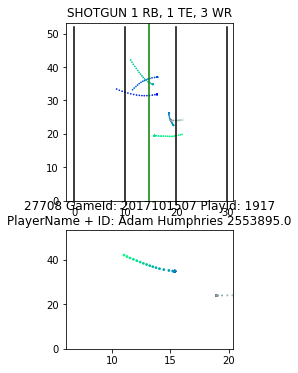 SHOTGUN 1 RB, 1 TE, 3 WR
50
40
30
20
10
0
0 10 20 30
27708 GameId: 2017101507 PlayId: 1917
PlayerName + ID: Adam Humphries 2553895.0
40
20
0
10 15 20